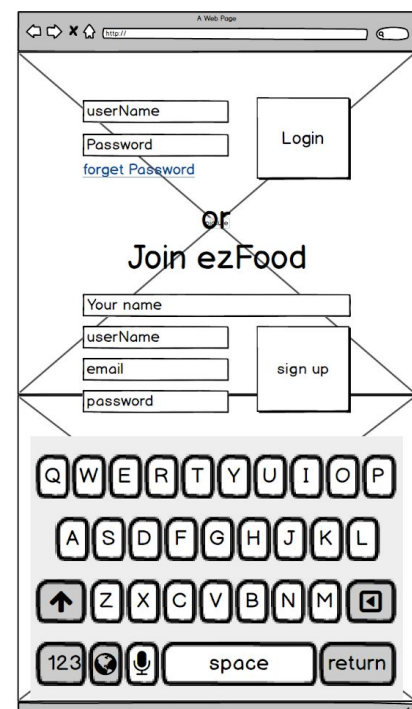 A Web Page
http://
userName
Password
Login
forget Password
or
Join ezFood
Your name
userName
email
password
sign up
Q W E R T Y U I O P
A S D F G H J K L
Z X C V B N M
123 space return